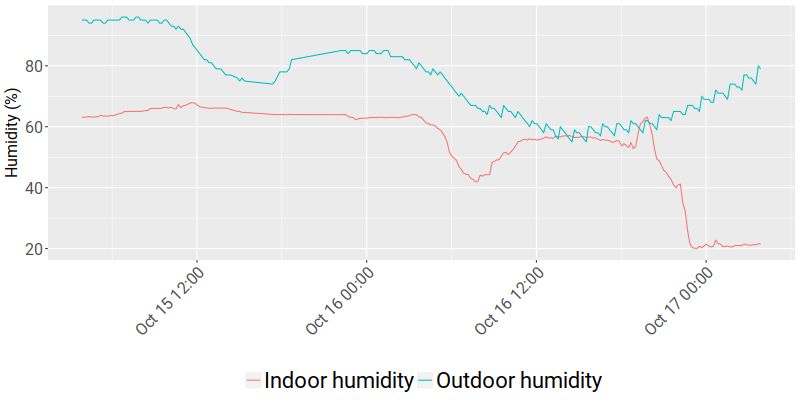 Humidity (%)
80
60
40
20
Oct 15 12:00
Oct 16 00:00
Oct 16 12:00
Oct 17 00:00
Indoor humidity
Outdoor humidity